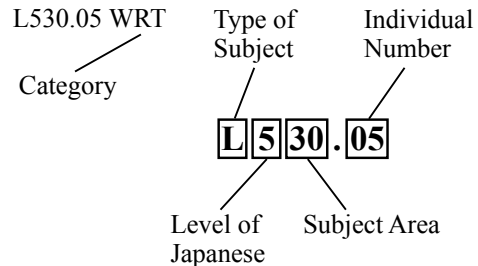 L530.05 WRT
Category
Type of
Subject
Individual
Number
L 5 30 . 05
Level of
Japanese
Subject Area